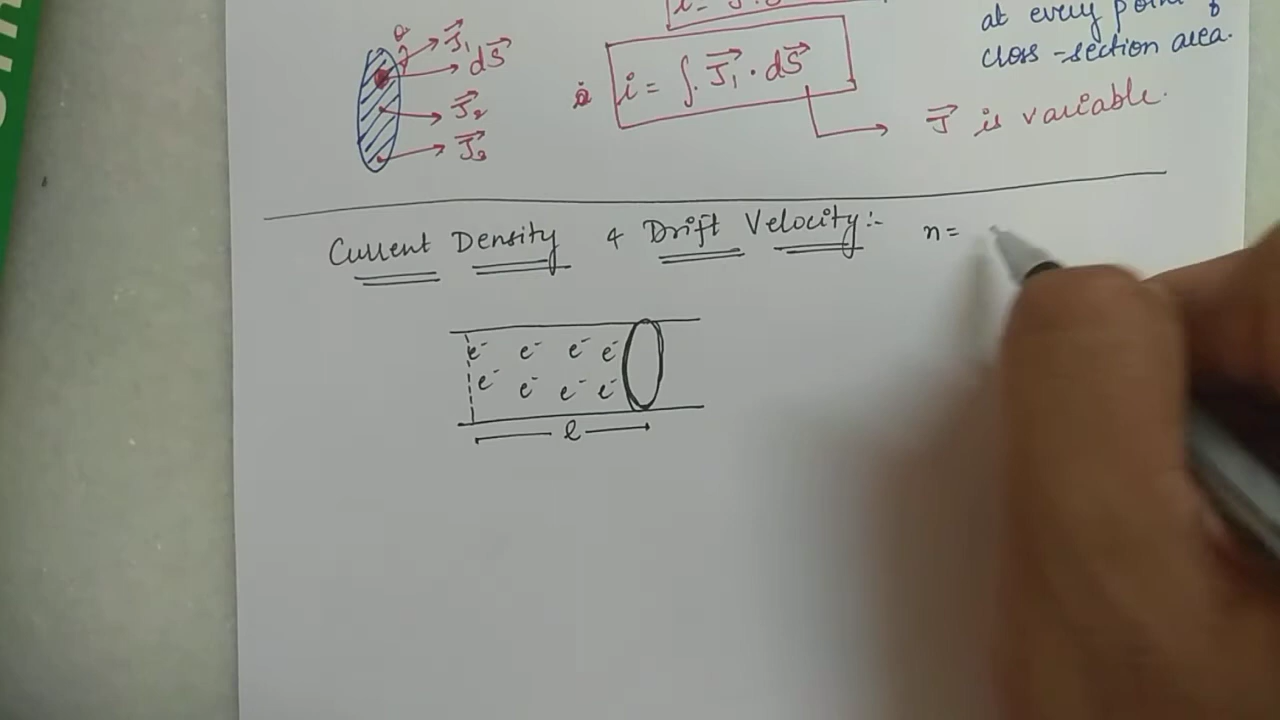 at every point of
cross-section area.
J₁
dS
J₂
J₃
i = ∫. J₁ . dS
J is variable.
Current Density & Drift Velocity :- n =
e⁻ e⁻ e⁻ e⁻
e⁻ e⁻ e⁻ e⁻
l